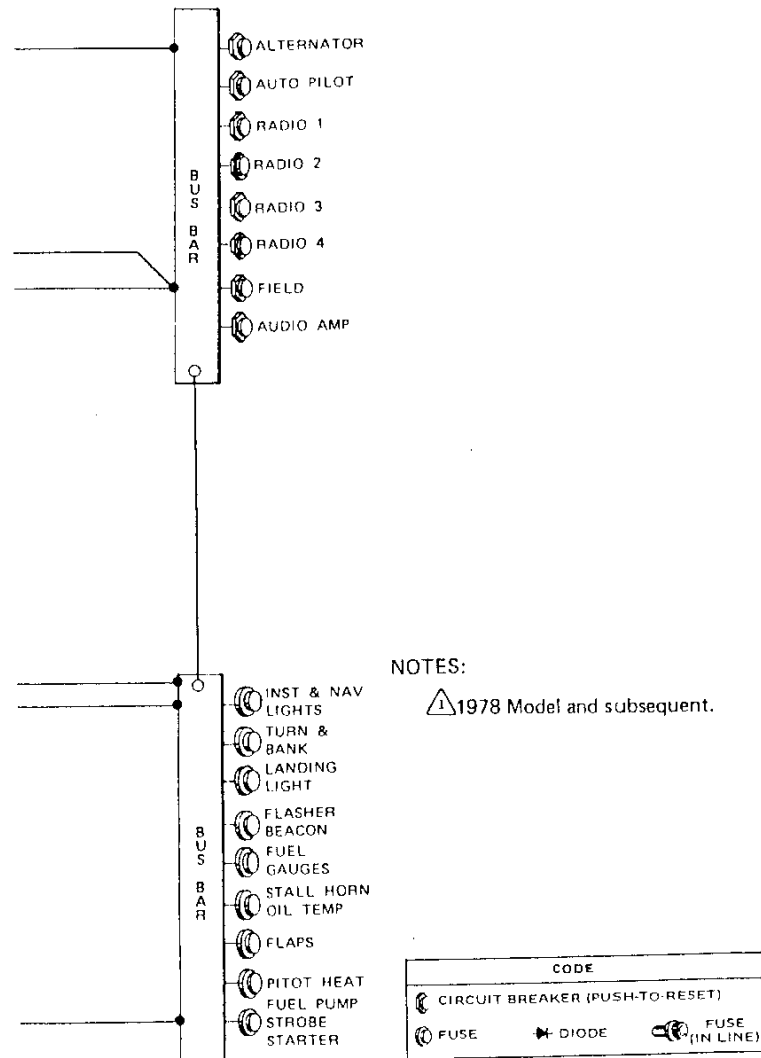 ALTERNATOR
AUTO PILOT
RADIO 1
RADIO 2
RADIO 3
RADIO 4
FIELD
AUDIO AMP
BUS BAR
NOTES:
1 1978 Model and subsequent.
INST & NAV
LIGHTS
TURN &
BANK
LANDING
LIGHT
FLASHER
BEACON
FUEL
GAUGES
STALL HORN
OIL TEMP
FLAPS
PITOT HEAT
FUEL PUMP
STROBE
STARTER
BUS BAR
CODE
CIRCUIT BREAKER (PUSH-TO-RESET)
FUSE
DIODE
FUSE
(IN LINE)